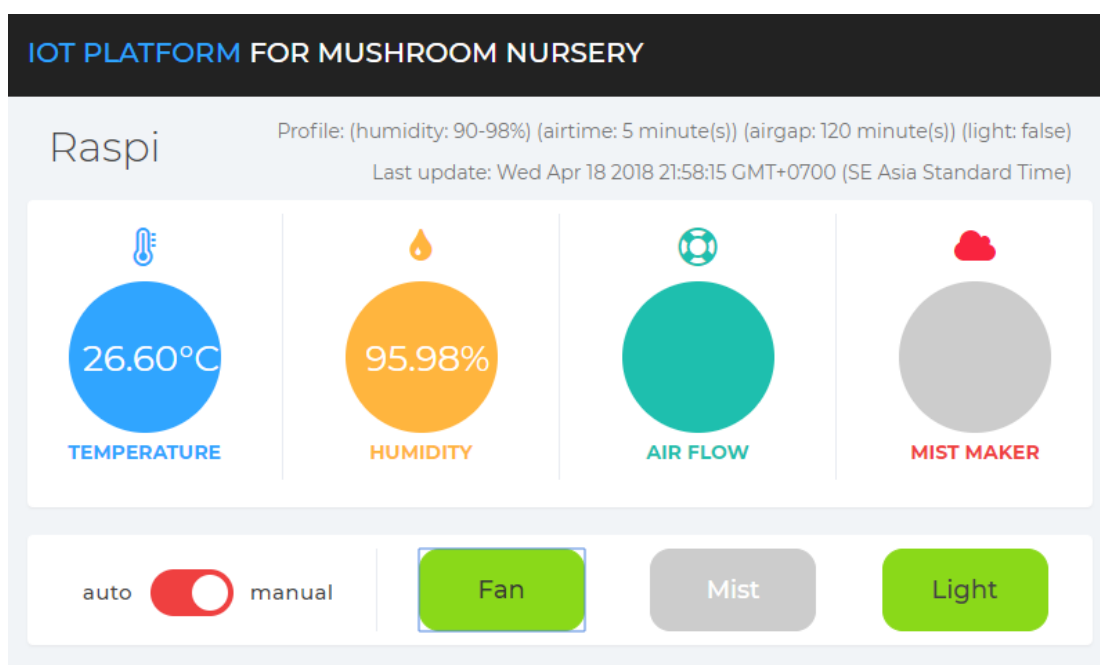 IOT PLATFORM FOR MUSHROOM NURSERY
Raspi
Profile: (humidity: 90-98%) (airtime: 5 minute(s)) (airgap: 120 minute(s)) (light: false)
Last update: Wed Apr 18 2018 21:58:15 GMT+0700 (SE Asia Standard Time)
26.60°C
95.98%
TEMPERATURE
HUMIDITY
AIR FLOW
MIST MAKER
auto
manual
Fan
Mist
Light